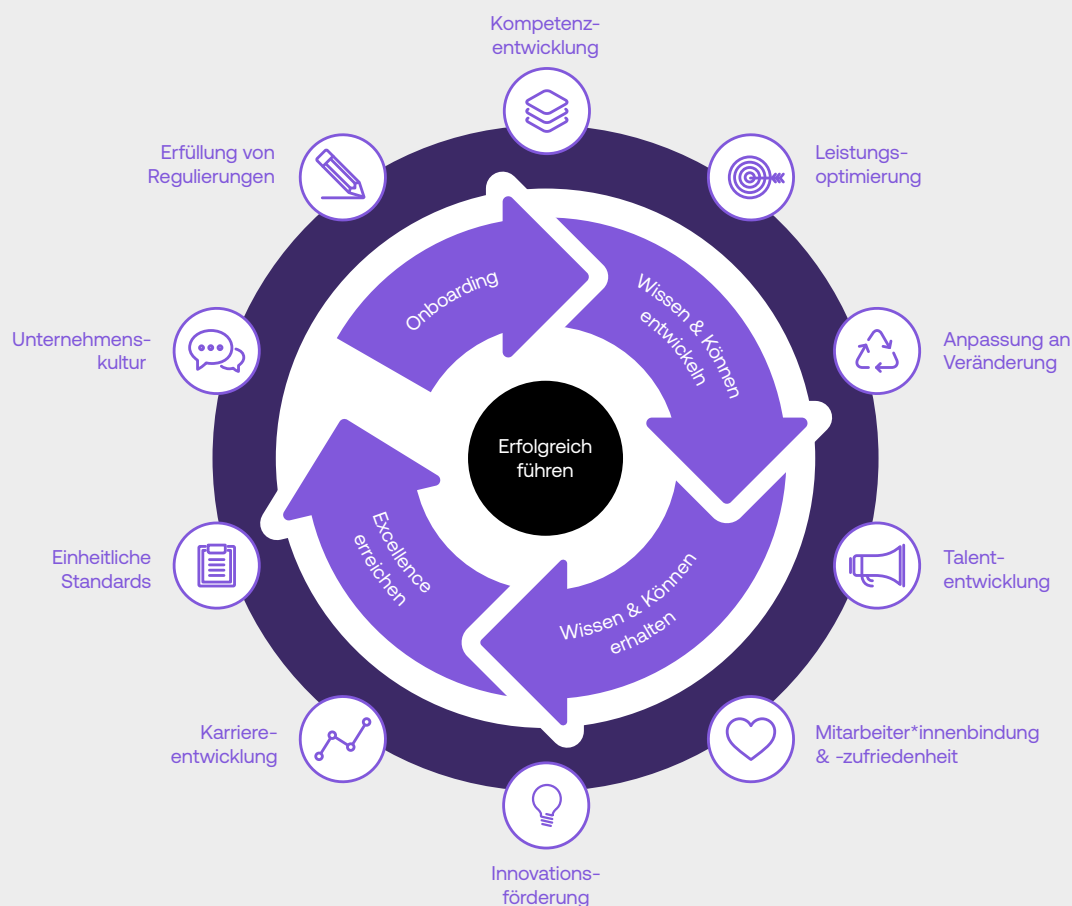 Kompetenz-
entwicklung
Erfüllung von
Regulierungen
Leistungs-
optimierung
Onboarding
Wissen & Können
entwickeln
Unternehmens-
kultur
Anpassung an
Veränderung
Erfolgreich
führen
Excellence
erreichen
Wissen & Können
erhalten
Einheitliche
Standards
Talent-
entwicklung
Karriere-
entwicklung
Mitarbeiter*innenbindung
& -zufriedenheit
Innovations-
förderung